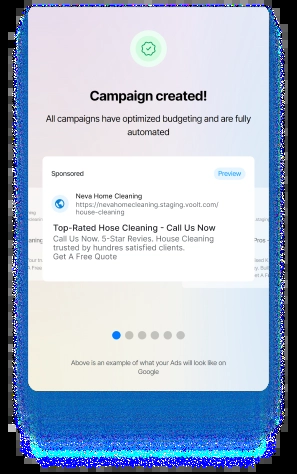 Campaign created!
All campaigns have optimized budgeting and are fully
automated
Sponsored
Preview
Neva Home Cleaning
https://nevahomecleaning.staging.voolt.com/
house-cleaning
Top-Rated Hose Cleaning - Call Us Now
Call Us Now. 5-Star Revies. House Cleaning
trusted by hundres satisfied clients.
Get A Free Quote
Above is an example of what your Ads will look like on
Google